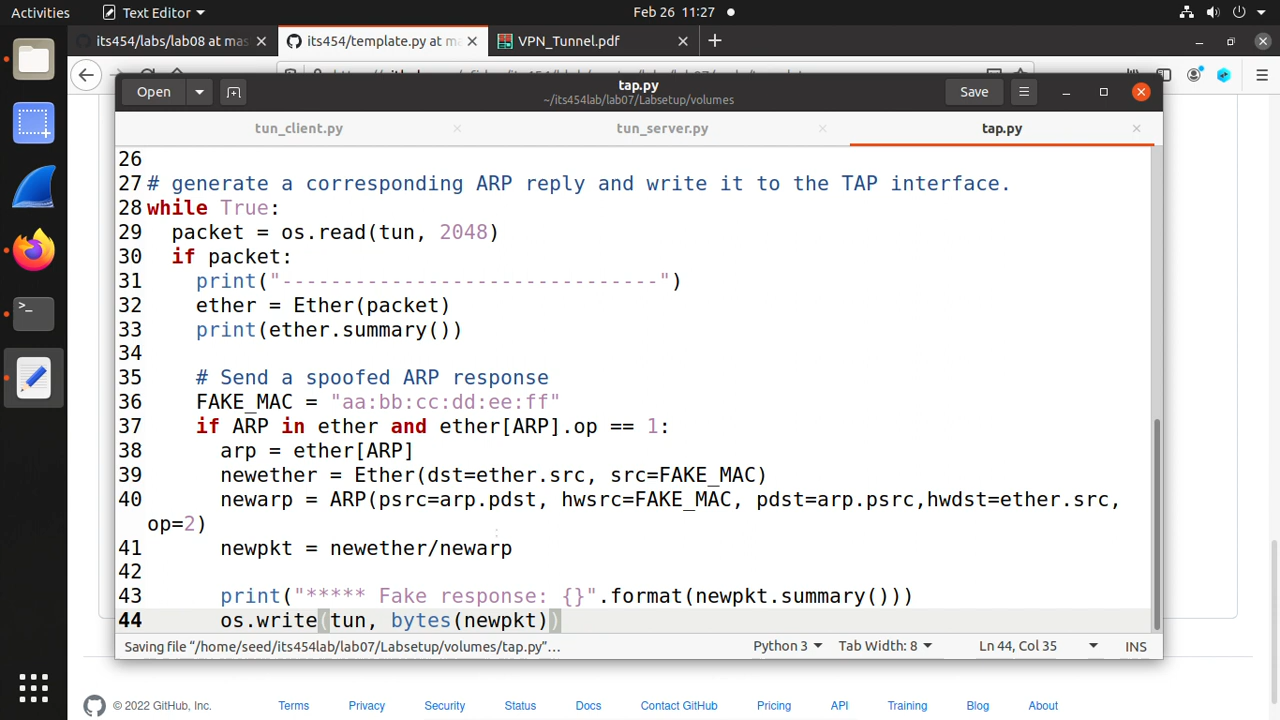 Activities Text Editor Feb 26 11:27
its454/labs/lab08 at mas its454/template.py at ma VPN_Tunnel.pdf
Open tap.py Save
~/its454lab/lab07/Labsetup/volumes
tun_client.py tun_server.py tap.py
26
27 # generate a corresponding ARP reply and write it to the TAP interface.
28 while True:
29 packet = os.read(tun, 2048)
30 if packet:
31 print("-------------------------------")
32 ether = Ether(packet)
33 print(ether.summary())
34
35 # Send a spoofed ARP response
36 FAKE_MAC = "aa:bb:cc:dd:ee:ff"
37 if ARP in ether and ether[ARP].op == 1:
38 arp = ether[ARP]
39 newether = Ether(dst=ether.src, src=FAKE_MAC)
40 newarp = ARP(psrc=arp.pdst, hwsrc=FAKE_MAC, pdst=arp.psrc,hwdst=ether.src,
op=2)
41 newpkt = newether/newarp
42
43 print("***** Fake response: {}".format(newpkt.summary()))
44 os.write(tun, bytes(newpkt))
Saving file “/home/seed/its454lab/lab07/Labsetup/volumes/tap.py”… Python 3 Tab Width: 8 Ln 44, Col 35 INS
© 2022 GitHub, Inc. Terms Privacy Security Status Docs Contact GitHub Pricing API Training Blog About